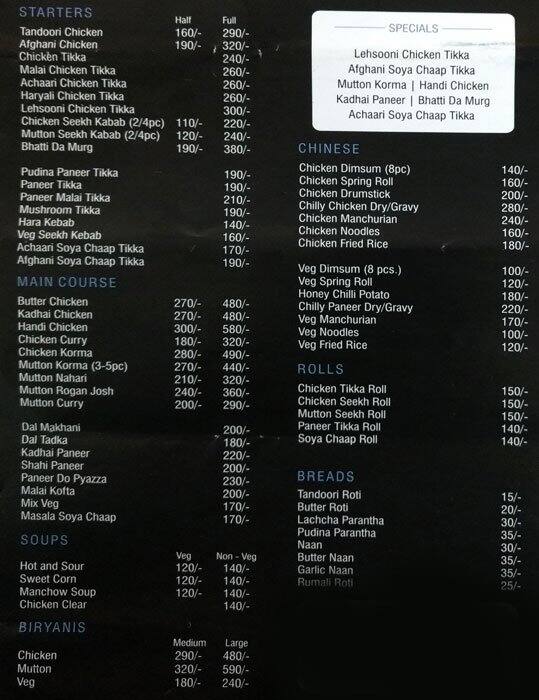 STARTERS
Half Full
Tandoori Chicken 160/- 290/-
Afghani Chicken 190/- 320/-
Chicken Tikka 240/-
Malai Chicken Tikka 260/-
Achaari Chicken Tikka 260/-
Haryali Chicken Tikka 260/-
Lehsooni Chicken Tikka 300/-
Chicken Seekh Kabab (2/4pc) 110/- 220/-
Mutton Seekh Kabab (2/4pc) 120/- 240/-
Bhatti Da Murg 190/- 380/-
Pudina Paneer Tikka 190/-
Paneer Tikka 190/-
Paneer Malai Tikka 210/-
Mushroom Tikka 190/-
Hara Kebab 140/-
Veg Seekh Kebab 160/-
Achaari Soya Chaap Tikka 170/-
Afghani Soya Chaap Tikka 190/-
MAIN COURSE
Butter Chicken 270/- 480/-
Kadhai Chicken 270/- 480/-
Handi Chicken 300/- 580/-
Chicken Curry 180/- 320/-
Chicken Korma 280/- 490/-
Mutton Korma (3-5pc) 270/- 440/-
Mutton Nahari 210/- 320/-
Mutton Rogan Josh 240/- 360/-
Mutton Curry 200/- 290/-
Dal Makhani 200/-
Dal Tadka 180/-
Kadhai Paneer 220/-
Shahi Paneer 200/-
Paneer Do Pyazza 230/-
Malai Kofta 200/-
Mix Veg 170/-
Masala Soya Chaap 170/-
SOUPS
Veg Non - Veg
Hot and Sour 120/- 140/-
Sweet Corn 120/- 140/-
Manchow Soup 120/- 140/-
Chicken Clear 140/-
BIRYANIS
Medium Large
Chicken 290/- 480/-
Mutton 320/- 590/-
Veg 180/- 240/-
SPECIALS
Lehsooni Chicken Tikka
Afghani Soya Chaap Tikka
Mutton Korma | Handi Chicken
Kadhai Paneer | Bhatti Da Murg
Achaari Soya Chaap Tikka
CHINESE
Chicken Dimsum (8pc) 140/-
Chicken Spring Roll 160/-
Chicken Drumstick 200/-
Chilly Chicken Dry/Gravy 280/-
Chicken Manchurian 240/-
Chicken Noodles 160/-
Chicken Fried Rice 180/-
Veg Dimsum (8 pcs.) 100/-
Veg Spring Roll 120/-
Honey Chilli Potato 180/-
Chilly Paneer Dry/Gravy 220/-
Veg Manchurian 170/-
Veg Noodles 100/-
Veg Fried Rice 120/-
ROLLS
Chicken Tikka Roll 150/-
Chicken Seekh Roll 150/-
Mutton Seekh Roll 150/-
Paneer Tikka Roll 140/-
Soya Chaap Roll 140/-
BREADS
Tandoori Roti 15/-
Butter Roti 20/-
Lachcha Parantha 30/-
Pudina Parantha 35/-
Naan 30/-
Butter Naan 35/-
Garlic Naan 35/-
Rumali Roti 25/-